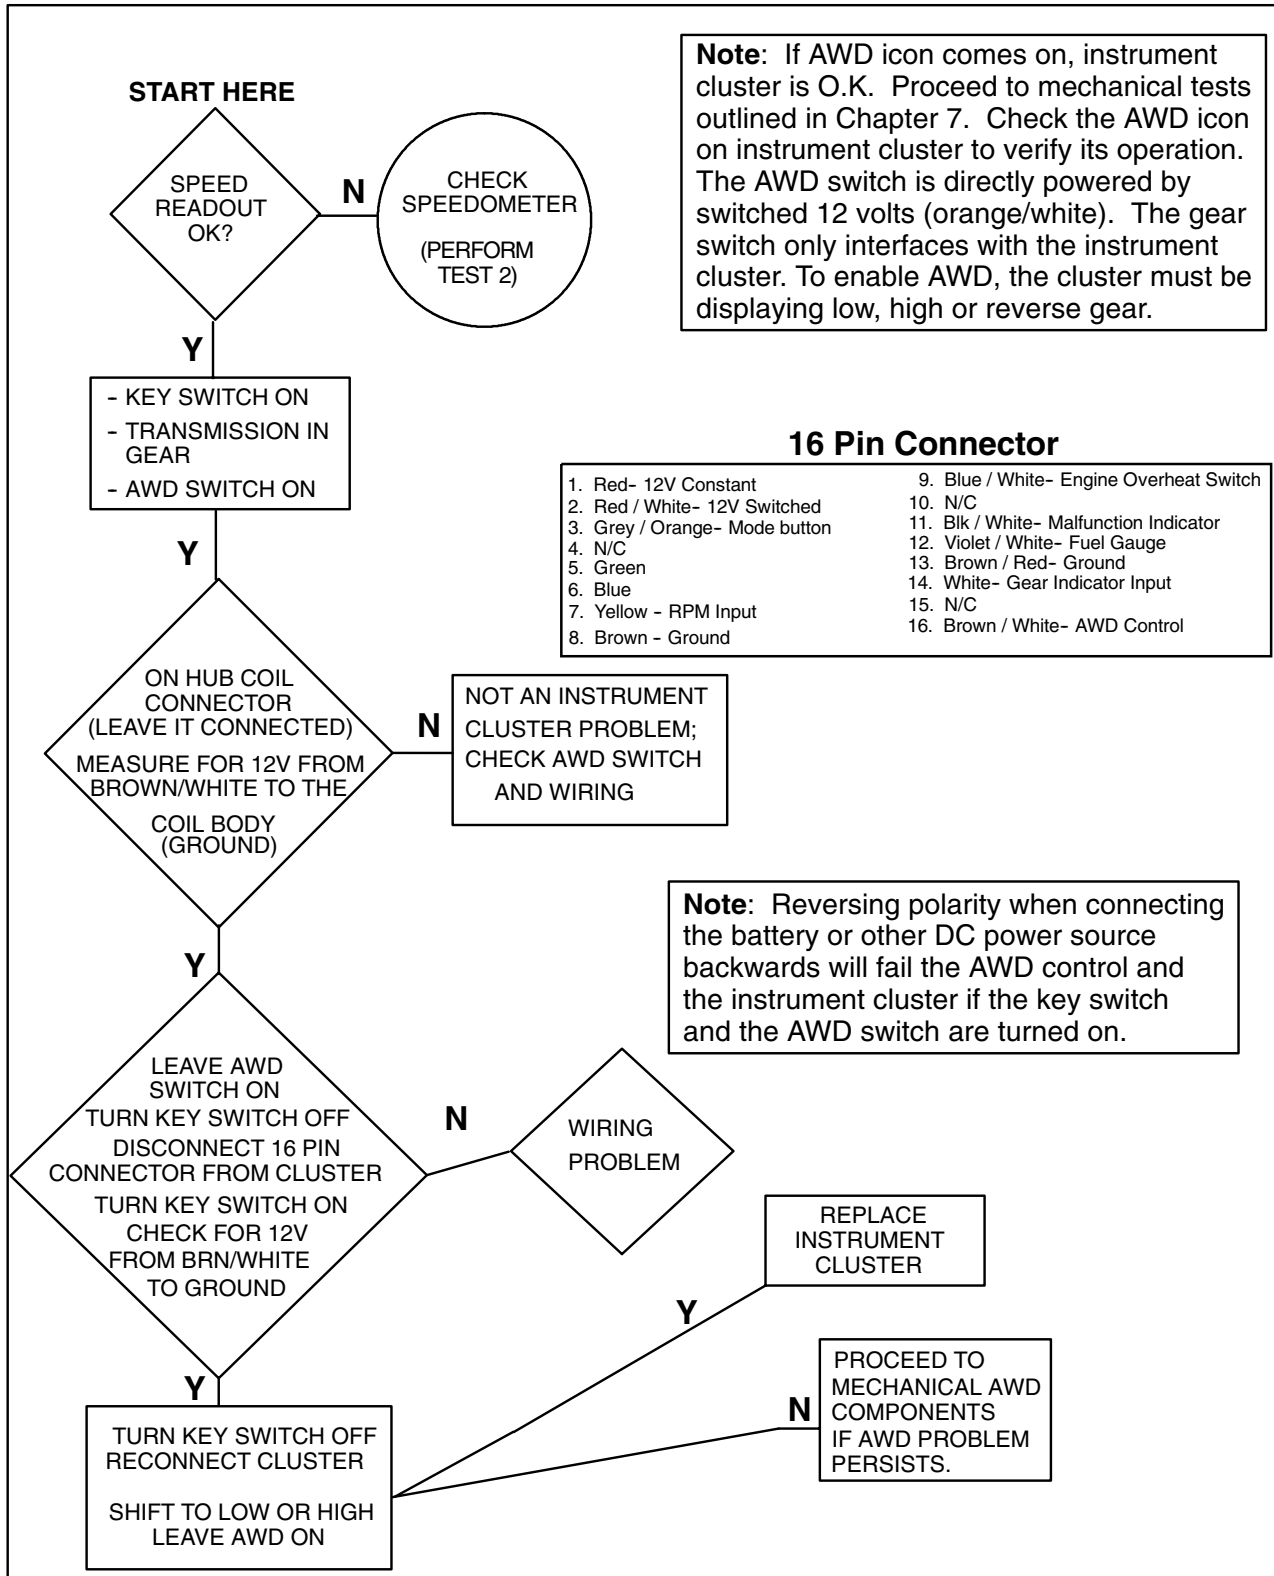 START HERE
SPEED
READOUT
OK?
N
CHECK
SPEEDOMETER
(PERFORM
TEST 2)
Note: If AWD icon comes on, instrument
cluster is O.K. Proceed to mechanical tests
outlined in Chapter 7. Check the AWD icon
on instrument cluster to verify its operation.
The AWD switch is directly powered by
switched 12 volts (orange/white). The gear
switch only interfaces with the instrument
cluster. To enable AWD, the cluster must be
displaying low, high or reverse gear.
Y
- KEY SWITCH ON
- TRANSMISSION IN
GEAR
- AWD SWITCH ON
16 Pin Connector
1. Red- 12V Constant
2. Red / White- 12V Switched
3. Grey / Orange- Mode button
4. N/C
5. Green
6. Blue
7. Yellow - RPM Input
8. Brown - Ground
9. Blue / White- Engine Overheat Switch
10. N/C
11. Blk / White- Malfunction Indicator
12. Violet / White- Fuel Gauge
13. Brown / Red- Ground
14. White- Gear Indicator Input
15. N/C
16. Brown / White- AWD Control
Y
ON HUB COIL
CONNECTOR
(LEAVE IT CONNECTED)
MEASURE FOR 12V FROM
BROWN/WHITE TO THE
COIL BODY
(GROUND)
N
NOT AN INSTRUMENT
CLUSTER PROBLEM;
CHECK AWD SWITCH
AND WIRING
Note: Reversing polarity when connecting
the battery or other DC power source
backwards will fail the AWD control and
the instrument cluster if the key switch
and the AWD switch are turned on.
Y
LEAVE AWD
SWITCH ON
TURN KEY SWITCH OFF
DISCONNECT 16 PIN
CONNECTOR FROM CLUSTER
TURN KEY SWITCH ON
CHECK FOR 12V
FROM BRN/WHITE
TO GROUND
N
WIRING
PROBLEM
Y
TURN KEY SWITCH OFF
RECONNECT CLUSTER
SHIFT TO LOW OR HIGH
LEAVE AWD ON
Y
REPLACE
INSTRUMENT
CLUSTER
N
PROCEED TO
MECHANICAL AWD
COMPONENTS
IF AWD PROBLEM
PERSISTS.